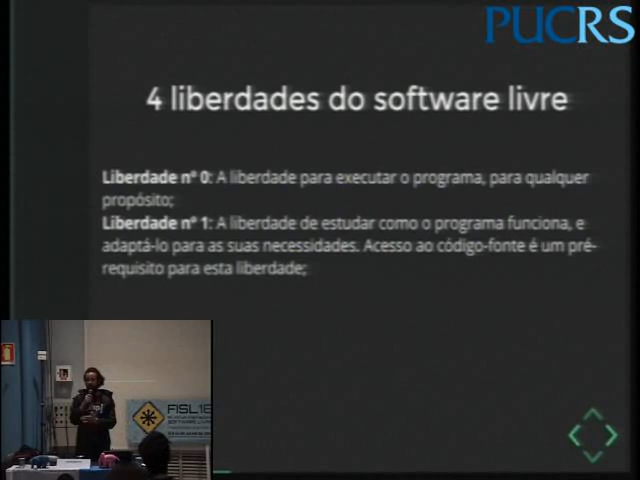 PUCRS
4 liberdades do software livre
Liberdade nº 0: A liberdade para executar o programa, para qualquer
propósito;
Liberdade nº 1: A liberdade de estudar como o programa funciona, e
adaptá-lo para as suas necessidades. Acesso ao código-fonte é um pré-
requisito para esta liberdade;
SOFTWARE LIVRE